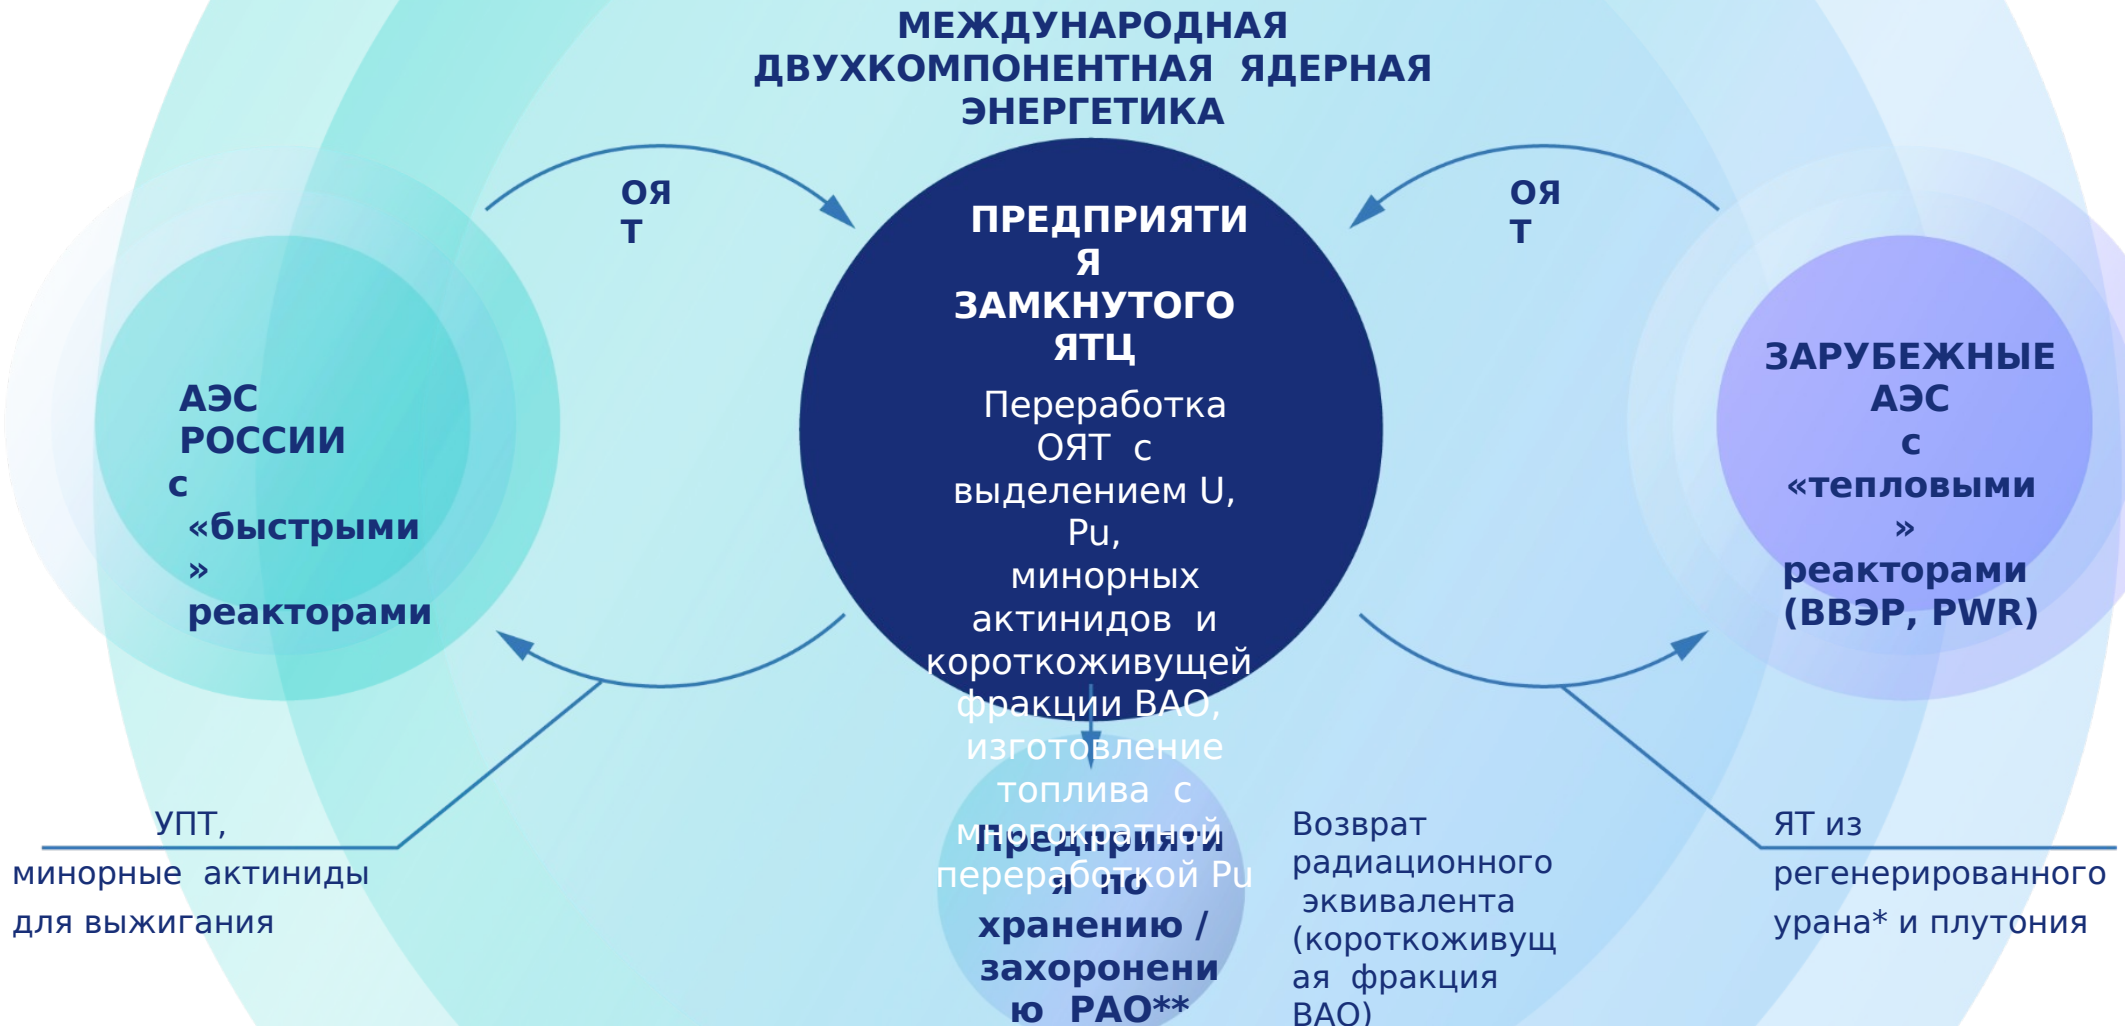 МЕЖДУНАРОДНАЯ
ДВУХКОМПОНЕНТНАЯ ЯДЕРНАЯ
ЭНЕРГЕТИКА
ОЯ
Т
ОЯ
Т
ПРЕДПРИЯТИ
Я
ЗАМКНУТОГО
ЯТЦ
Переработка
ОЯТ с
выделением U,
Pu,
минорных
актинидов и
короткоживущей
фракции ВАО,
изготовление
топлива с
многократной
переработкой Pu
АЭС
РОССИИ
с
«быстрыми
»
реакторами
ЗАРУБЕЖНЫЕ
АЭС
с
«тепловыми
»
реакторами
(ВВЭР, PWR)
УПТ,
минорные актиниды
для выжигания
Предприяти
я по
хранению /
захоронени
ю РАО**
Возврат
радиационного
эквивалента
(короткоживущ
ая фракция
ВАО)
ЯТ из
регенерированного
урана* и плутония